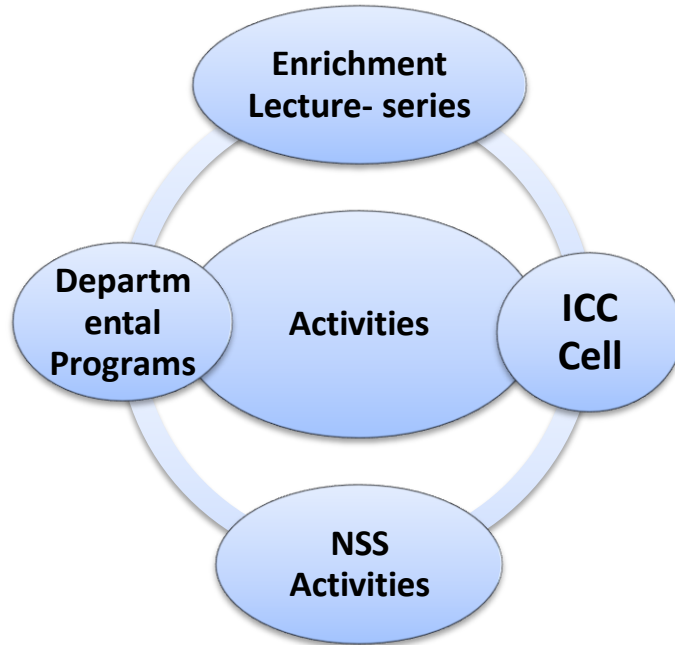 Enrichment
Lecture- series
Departm
ental
Programs
Activities
ICC
Cell
NSS
Activities